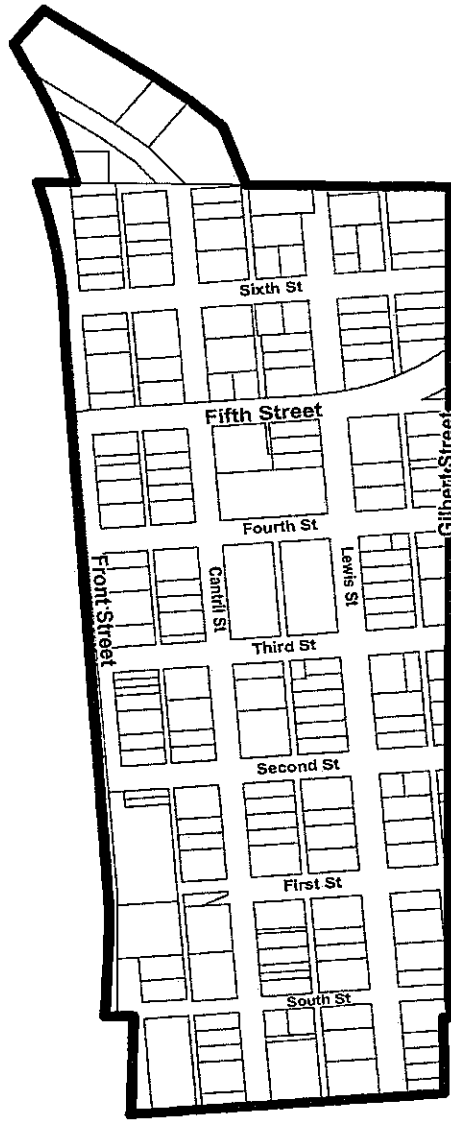 Sixth St
Fifth Street
Gilbert Street
Fourth St
Front Street
Cantril St
Lewis St
Third St
Second St
First St
South St